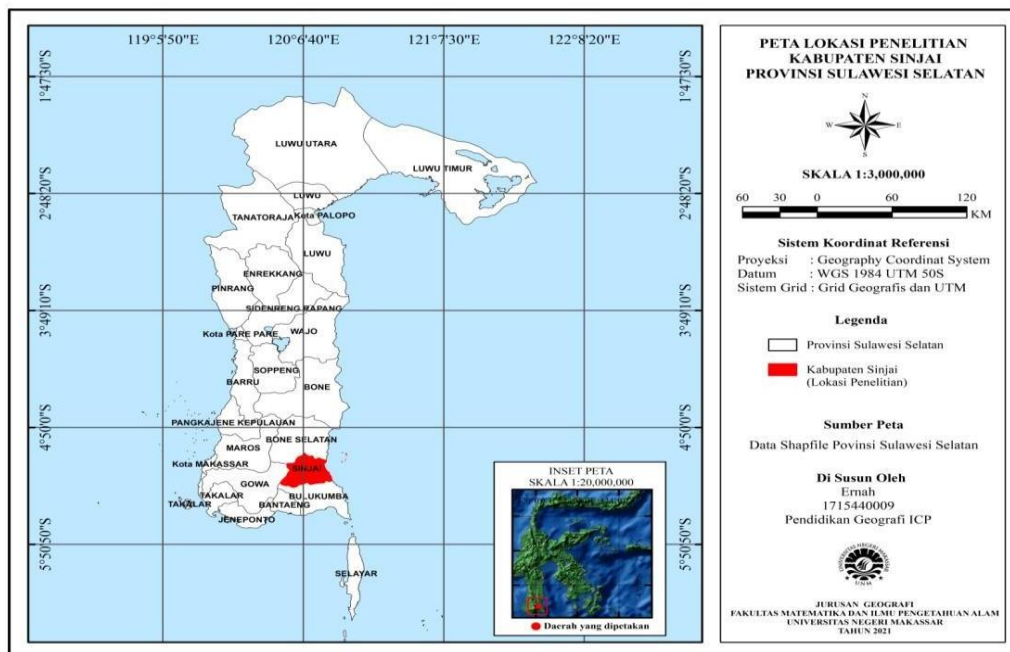 119°5'50"E 120°6'40"E 121°7'30"E 122°8'20"E
1°47'30"S
2°48'20"S
3°49'10"S
4°50'0"S
5°50'50"S
1°47'30"S
2°48'20"S
3°49'10"S
4°50'0"S
5°50'50"S
LUWU UTARA
LUWU TIMUR
LUWU
TANATORAJA
Kota PALOPO
LUWU
ENREKKANG
PINRANG
SIDENRENG RAPANG
Kota PARE PARE
WAJO
SOPPENG
BARRU
BONE
PANGKAJENE KEPULAUAN
BONE SELATAN
MAROS
Kota MAKASSAR
SINJAI
GOWA
TAKALAR
TAKALAR
BULUKUMBA
BANTAENG
JENEPONTO
SELAYAR
INSET PETA
SKALA 1:20,000,000
Daerah yang dipetakan
PETA LOKASI PENELITIAN
KABUPATEN SINJAI
PROVINSI SULAWESI SELATAN
N
W E
S
SKALA 1:3,000,000
60 30 0 60 120
KM
Sistem Koordinat Referensi
Proyeksi : Geography Coordinat System
Datum : WGS 1984 UTM 50S
Sistem Grid : Grid Geografis dan UTM
Legenda
Provinsi Sulawesi Selatan
Kabupaten Sinjai
(Lokasi Penelitian)
Sumber Peta
Data Shapfile Povinsi Sulawesi Selatan
Di Susun Oleh
Ernah
1715440009
Pendidikan Geografi ICP
UNIVERSITAS NEGERI MAKASSAR
UNM
JURUSAN GEOGRAFI
FAKULTAS MATEMATIKA DAN ILMU PENGETAHUAN ALAM
UNIVERSITAS NEGERI MAKASSAR
TAHUN 2021